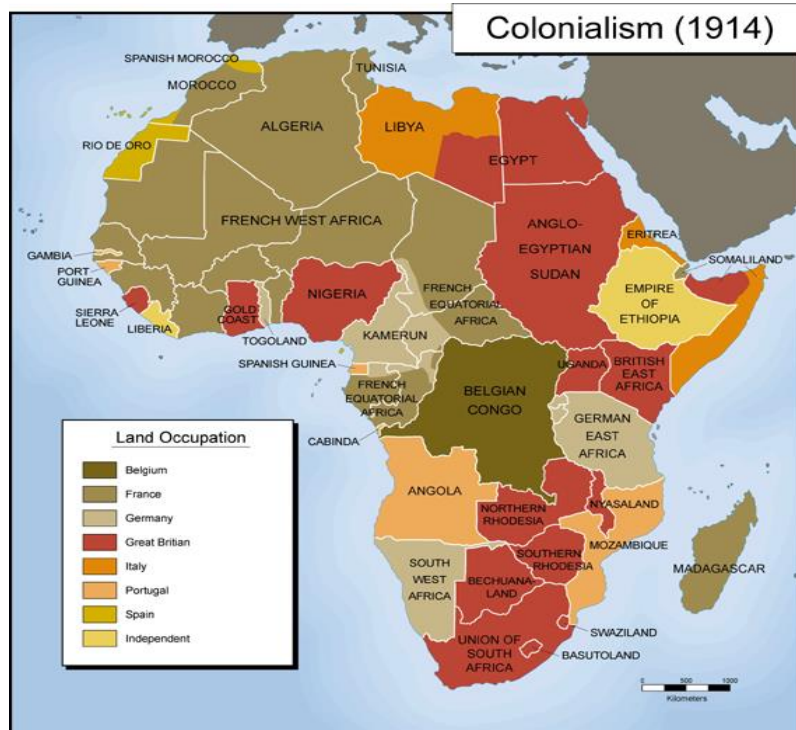 Colonialism (1914)
SPANISH MOROCCO
MOROCCO
TUNISIA
ALGERIA
LIBYA
EGYPT
RIO DE ORO
FRENCH WEST AFRICA
ANGLO-
EGYPTIAN
SUDAN
ERITREA
SOMALILAND
GAMBIA
PORT
GUINEA
SIERRA
LEONE
LIBERIA
GOLD
COAST
TOGOLAND
NIGERIA
KAMERUN
FRENCH
EQUATORIAL
AFRICA
EMPIRE
OF
ETHIOPIA
SPANISH GUINEA
FRENCH
EQUATORIAL
AFRICA
CABINDA
BELGIAN
CONGO
UGANDA
BRITISH
EAST
AFRICA
GERMAN
EAST
AFRICA
ANGOLA
NORTHERN
RHODESIA
NYASALAND
MOZAMBIQUE
SOUTHERN
RHODESIA
MADAGASCAR
SOUTH
WEST
AFRICA
BECHUANA-
LAND
UNION OF
SOUTH
AFRICA
SWAZILAND
BASUTOLAND
Land Occupation
Belgium
France
Germany
Great Britian
Italy
Portugal
Spain
Independent
0 500 1000
Kilometers